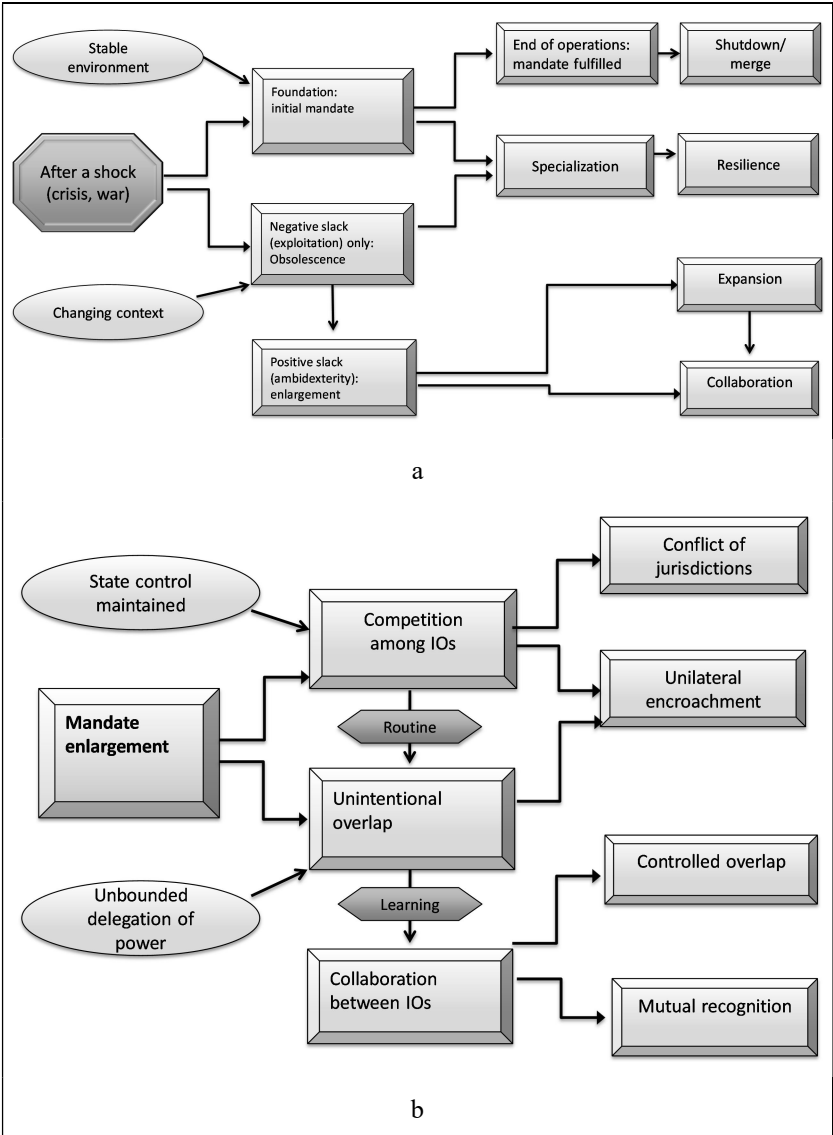 Stable
environment
Foundation:
initial mandate
End of operations:
mandate fulfilled
Shutdown/
merge
After a shock
(crisis, war)
Specialization
Resilience
Negative slack
(exploitation) only:
Obsolescence
Changing context
Expansion
Positive slack
(ambidexterity):
enlargement
Collaboration
a
State control
maintained
Competition
among IOs
Conflict of
jurisdictions
Mandate
enlargement
Routine
Unilateral
encroachment
Unintentional
overlap
Unbounded
delegation of
power
Learning
Controlled overlap
Collaboration
between IOs
Mutual recognition
b